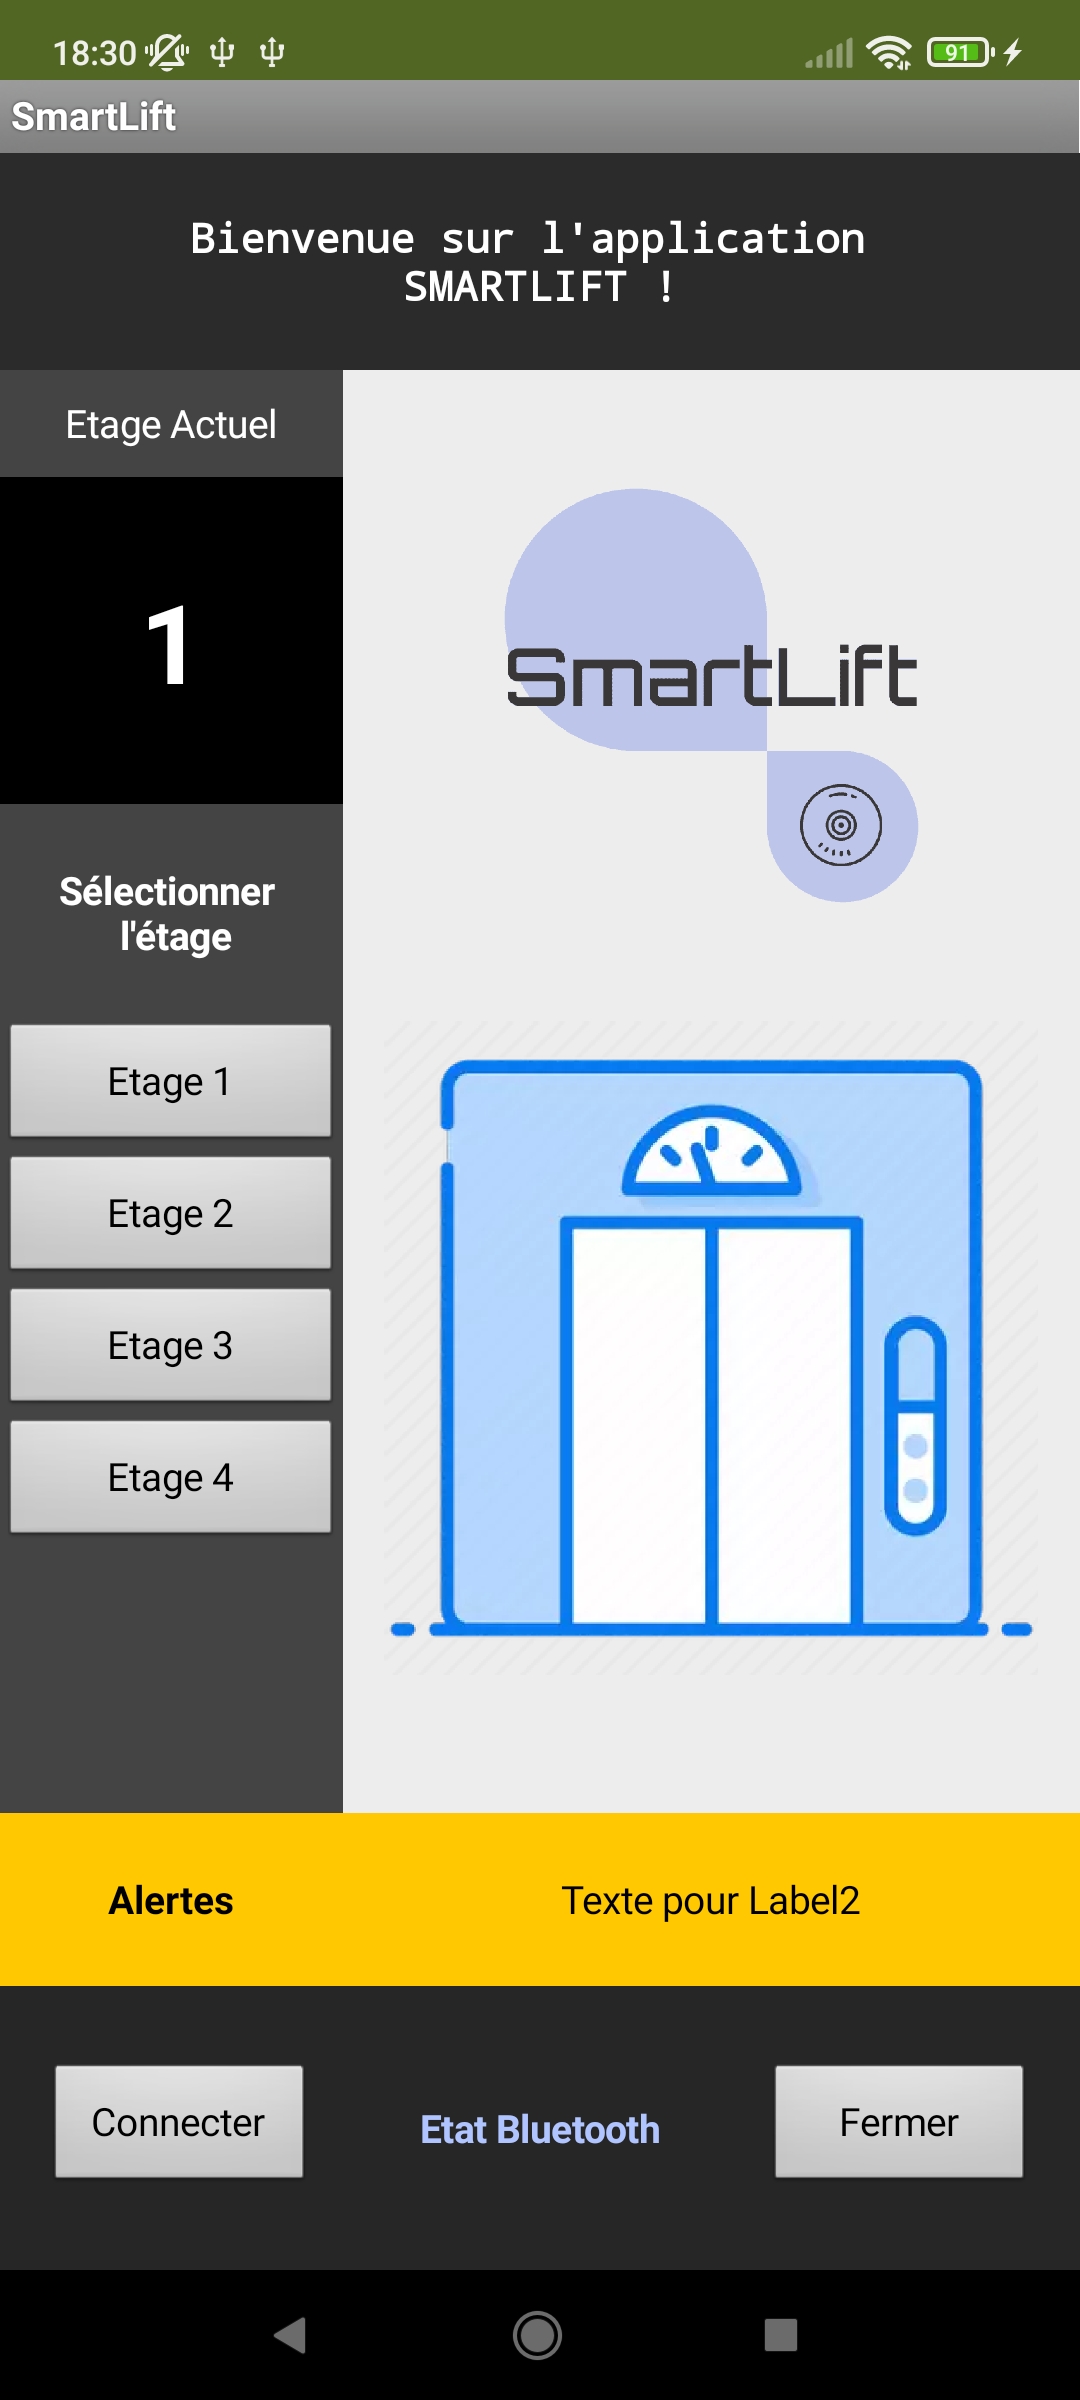 18:30
91
SmartLift
Bienvenue sur l'application
SMARTLIFT !
Etage Actuel
1
SmartLift
Sélectionner
l'étage
Etage 1
Etage 2
Etage 3
Etage 4
Alertes
Texte pour Label2
Connecter
Etat Bluetooth
Fermer